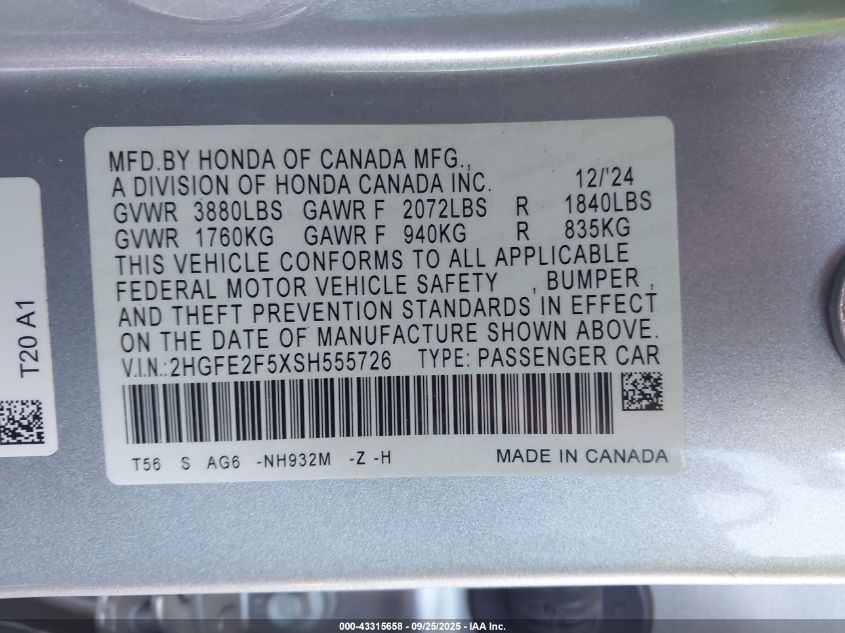 MFD.BY HONDA OF CANADA MFG.,
A DIVISION OF HONDA CANADA INC. 12/'24
GVWR 3880LBS GAWR F 2072LBS R 1840LBS
GVWR 1760KG GAWR F 940KG R 835KG
THIS VEHICLE CONFORMS TO ALL APPLICABLE
FEDERAL MOTOR VEHICLE SAFETY , BUMPER ,
AND THEFT PREVENTION STANDARDS IN EFFECT
ON THE DATE OF MANUFACTURE SHOWN ABOVE.
V.I.N.:2HGFE2F5XSH555726 TYPE: PASSENGER CAR
T56 S AG6 -NH932M -Z -H MADE IN CANADA
T20 A1
000-43315658 - 09/25/2025 - IAA Inc.